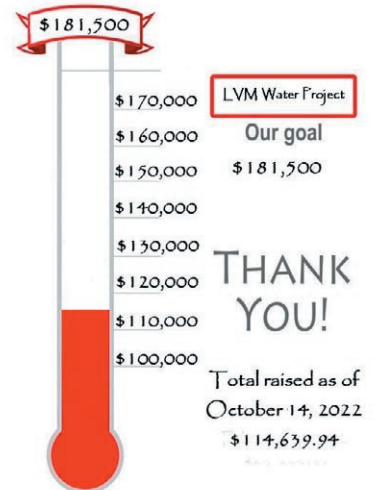 $181,500
$170,000
$160,000
$150,000
$140,000
$130,000
$120,000
$110,000
$100,000
LVM Water Project
Our goal
$181,500
THANK
YOU!
Total raised as of
October 14, 2022
$114,639.94